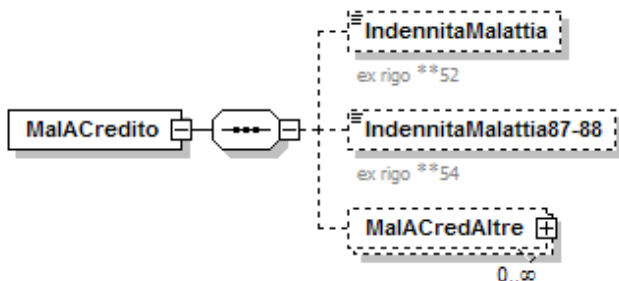 IndennitaMalattia
ex rigo **52
MalACredito
IndennitaMalattia87-88
ex rigo **54
MalACredAltre
0..∞